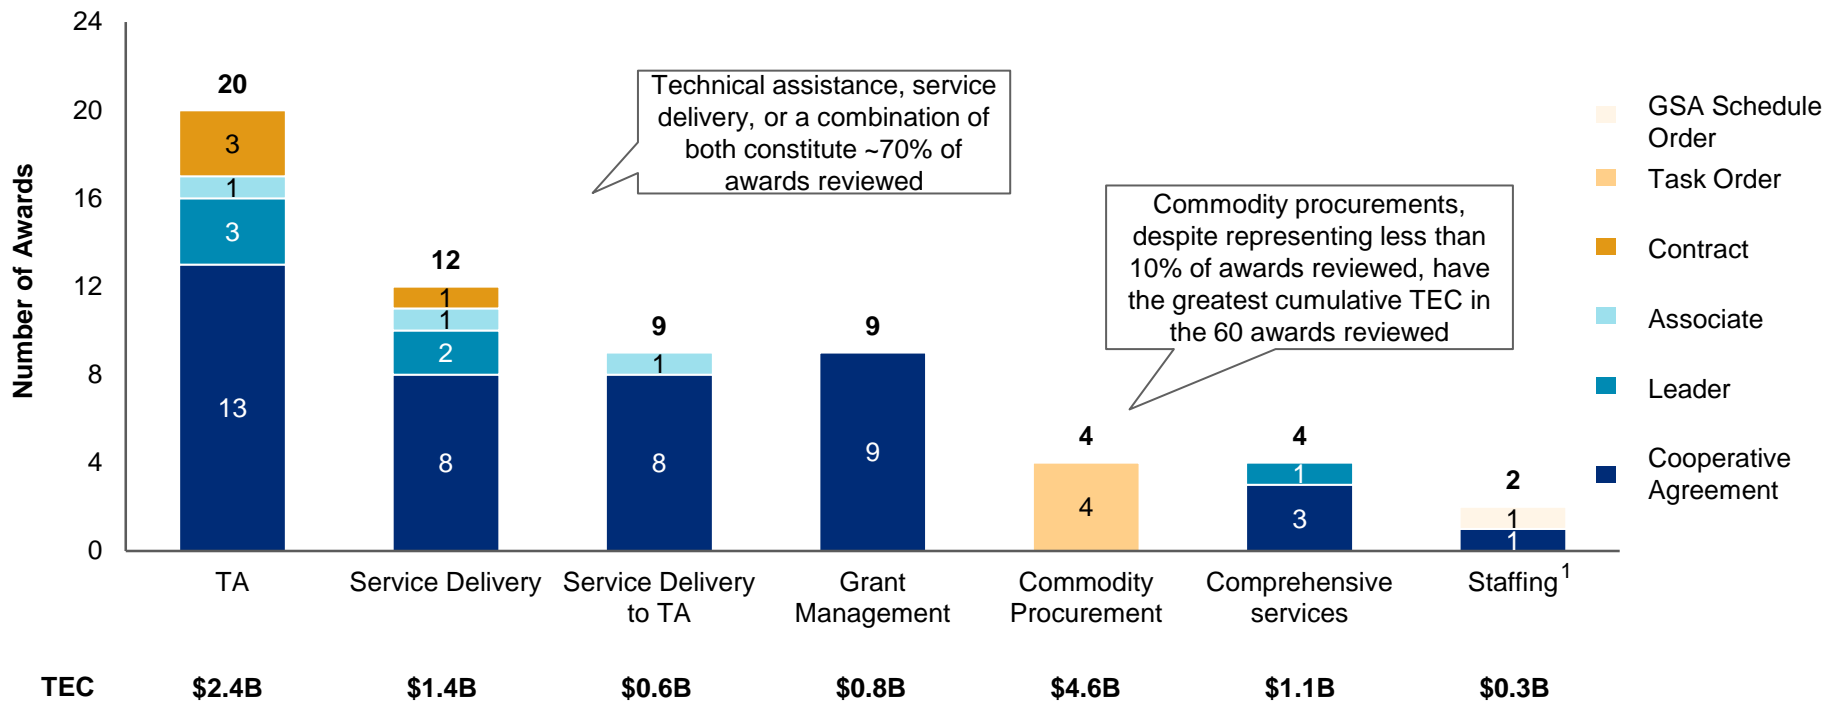 24
20
16
12
8
4
0
Number of Awards
20
3
1
3
13
12
1
1
2
8
9
1
8
9
9
4
4
4
1
3
2
1
1
Technical assistance, service
delivery, or a combination of
both constitute ~70% of
awards reviewed
Commodity procurements,
despite representing less than
10% of awards reviewed, have
the greatest cumulative TEC in
the 60 awards reviewed
GSA Schedule
Order
Task Order
Contract
Associate
Leader
Cooperative
Agreement
TA
Service Delivery
Service Delivery
to TA
Grant
Management
Commodity
Procurement
Comprehensive
services
Staffing1
TEC $2.4B $1.4B $0.6B $0.8B $4.6B $1.1B $0.3B